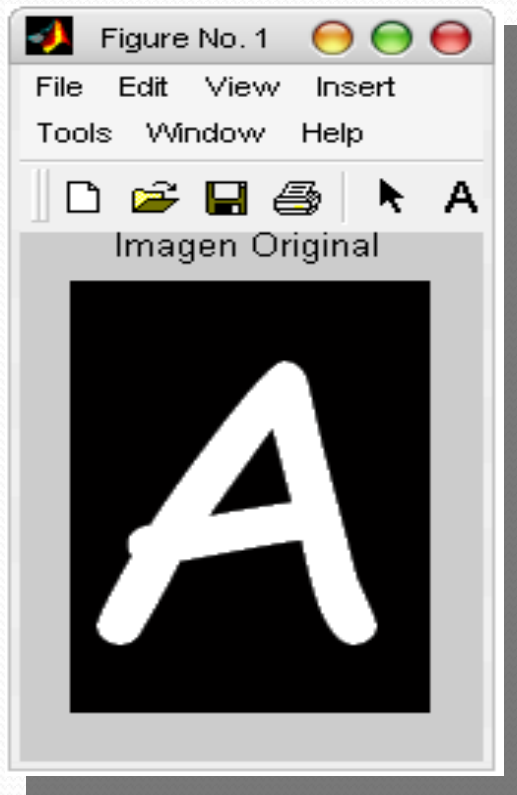 Figure No. 1
File Edit View Insert
Tools Window Help
A
Imagen Original
A